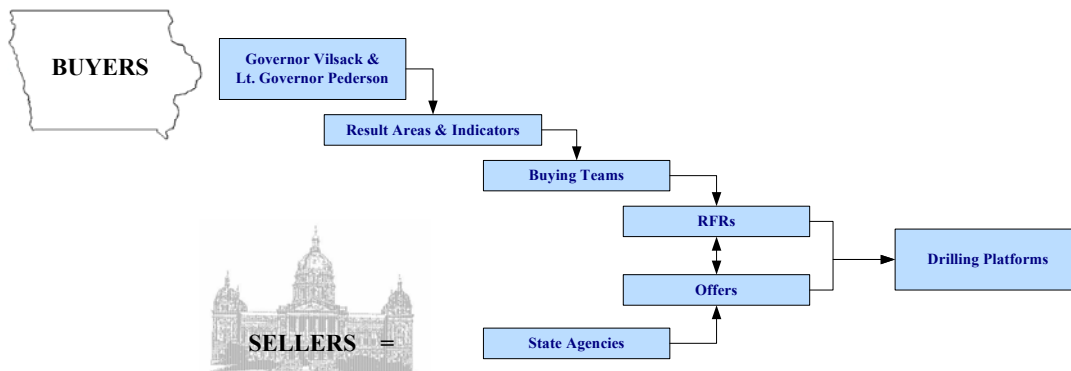 BUYERS
Governor Vilsack &
Lt. Governor Pederson
Result Areas & Indicators
Buying Teams
RFRs
Drilling Platforms
Offers
SELLERS =
State Agencies